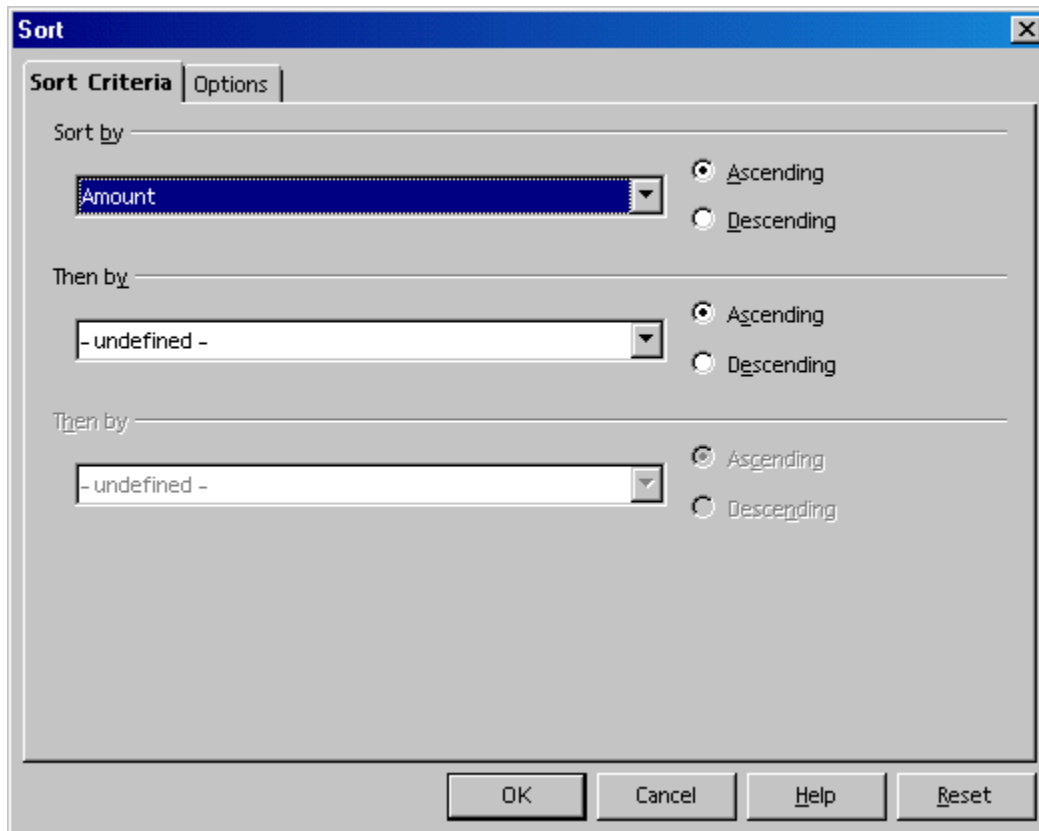 Sort
Sort Criteria Options
Sort by
Amount
Ascending
Descending
Then by
- undefined -
Ascending
Descending
Then by
- undefined -
Ascending
Descending
OK Cancel Help Reset